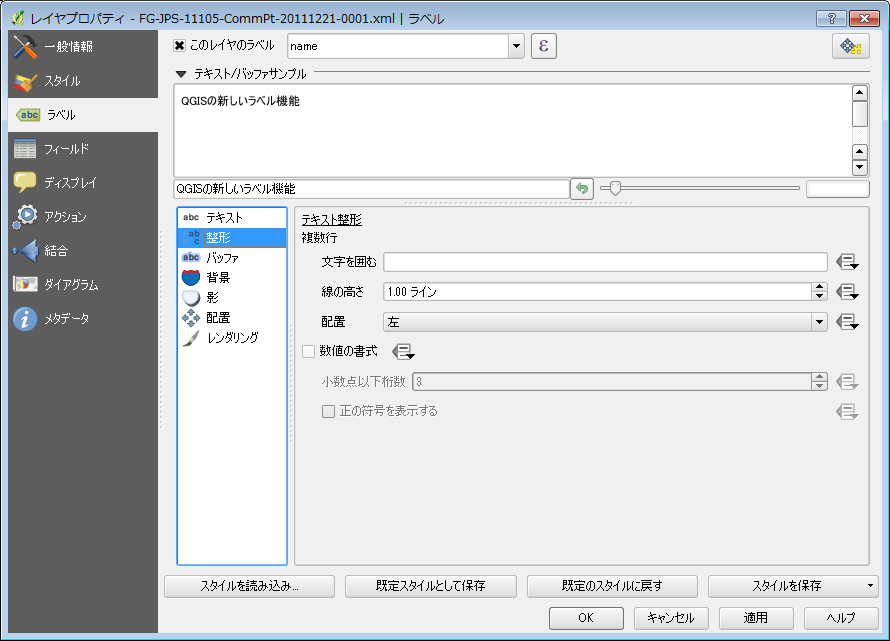 レイヤプロパティ - FG-JPS-11105-CommPt-20111221-0001.xml | ラベル
一般情報
スタイル
abc ラベル
フィールド
ディスプレイ
アクション
結合
ダイアグラム
メタデータ
このレイヤのラベル name ε
テキスト/バッファサンプル
QGISの新しいラベル機能
QGISの新しいラベル機能
abc テキスト
ab c 整形
abc バッファ
背景
影
配置
レンダリング
テキスト整形
複数行
文字を囲む
線の高さ 1.00 ライン
配置 左
数値の書式
小数点以下桁数 3
正の符号を表示する
スタイルを読み込み... 既定スタイルとして保存 既定のスタイルに戻す スタイルを保存
OK キャンセル 適用 ヘルプ